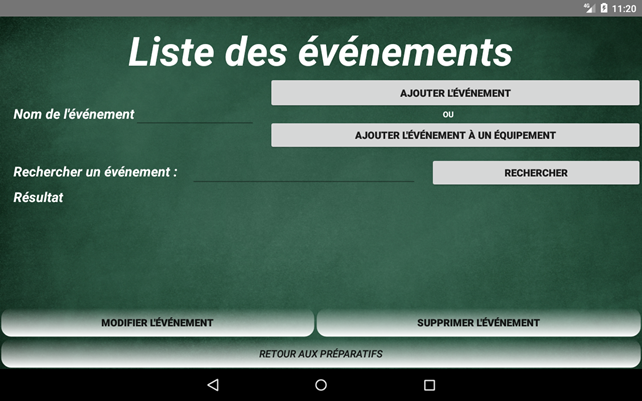 4G 11:20
Liste des événements
AJOUTER L'ÉVÉNEMENT
Nom de l'événement
OU
AJOUTER L'ÉVÉNEMENT À UN ÉQUIPEMENT
Rechercher un événement :
RECHERCHER
Résultat
MODIFIER L'ÉVÉNEMENT
SUPPRIMER L'ÉVÉNEMENT
RETOUR AUX PRÉPARATIFS